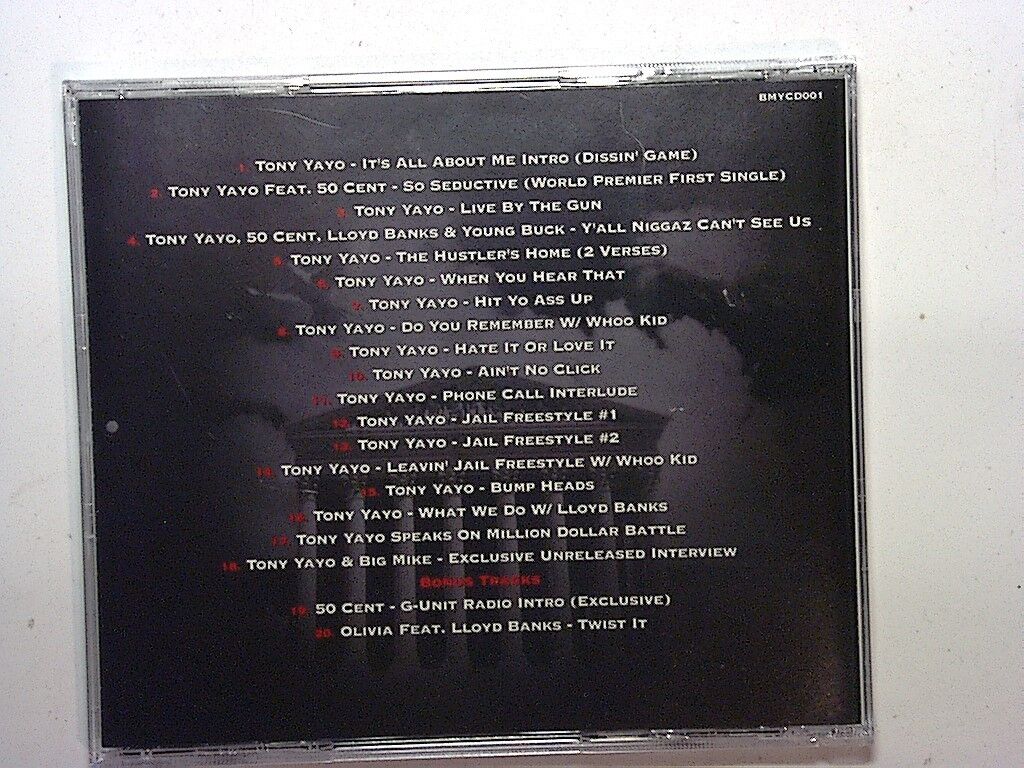 BMYCD001
1. Tony Yayo - It's All About Me Intro (Dissin' Game)
2. Tony Yayo Feat. 50 Cent - So Seductive (World Premier First Single)
3. Tony Yayo - Live By The Gun
4. Tony Yayo, 50 Cent, Lloyd Banks & Young Buck - Y'all Niggaz Can't See Us
5. Tony Yayo - The Hustler's Home (2 Verses)
6. Tony Yayo - When You Hear That
7. Tony Yayo - Hit Yo Ass Up
8. Tony Yayo - Do You Remember W/ Whoo Kid
9. Tony Yayo - Hate It Or Love It
10. Tony Yayo - Ain't No Click
11. Tony Yayo - Phone Call Interlude
12. Tony Yayo - Jail Freestyle #1
13. Tony Yayo - Jail Freestyle #2
14. Tony Yayo - Leavin' Jail Freestyle W/ Whoo Kid
15. Tony Yayo - Bump Heads
16. Tony Yayo - What We Do W/ Lloyd Banks
17. Tony Yayo Speaks On Million Dollar Battle
18. Tony Yayo & Big Mike - Exclusive Unreleased Interview
Bonus Tracks
19. 50 Cent - G-Unit Radio Intro (Exclusive)
20. Olivia Feat. Lloyd Banks - Twist It